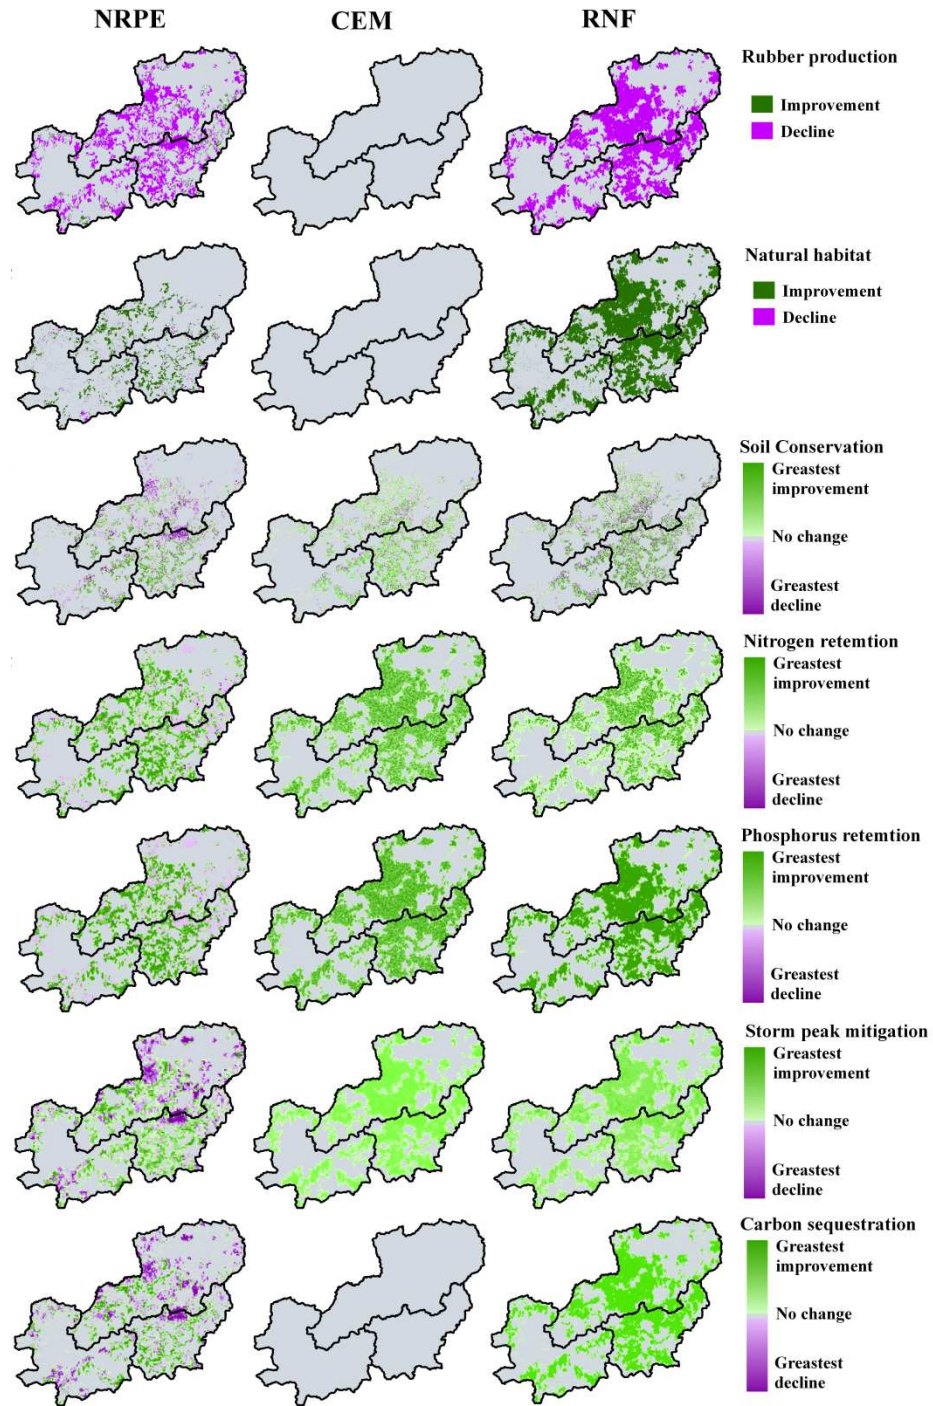 NRPE
CEM
RNF
Rubber production
Improvement
Decline
Natural habitat
Improvement
Decline
Soil Conservation
Greastest
improvement
No change
Greastest
decline
Nitrogen retemtion
Greastest
improvement
No change
Greastest
decline
Phosphorus retemtion
Greastest
improvement
No change
Greastest
decline
Storm peak mitigation
Greastest
improvement
No change
Greastest
decline
Carbon sequestration
Greastest
improvement
No change
Greastest
decline